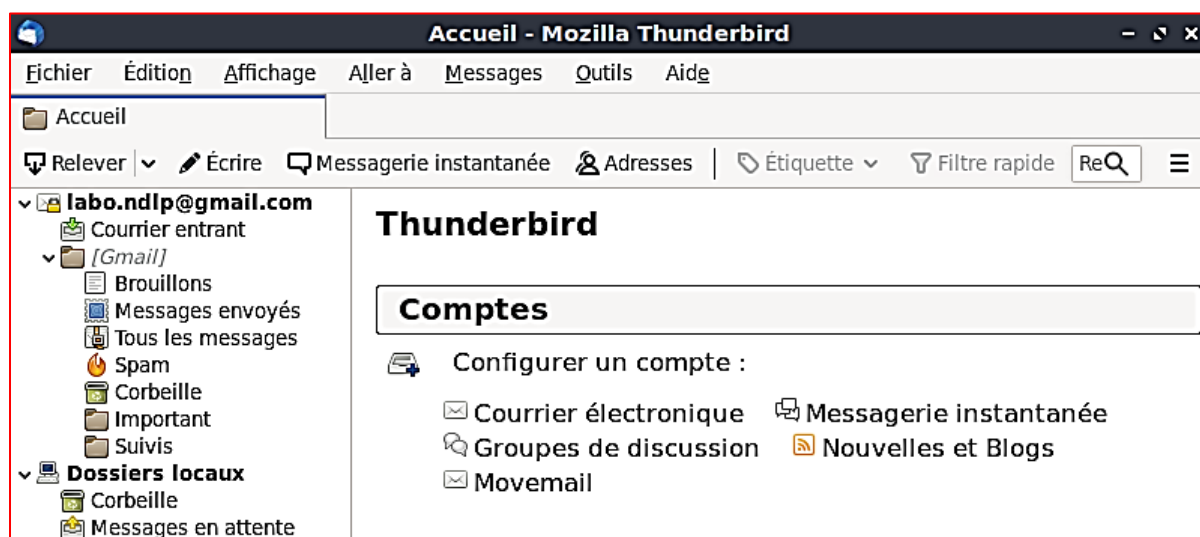 Accueil - Mozilla Thunderbird
Fichier Édition Affichage Aller à Messages Outils Aide
Accueil
Relever Écrire Messagerie instantanée Adresses Étiquette Filtre rapide Re
labo.ndlp@gmail.com
Courrier entrant
[Gmail]
Brouillons
Messages envoyés
Tous les messages
Spam
Corbeille
Important
Suivis
Dossiers locaux
Corbeille
Messages en attente
Thunderbird
Comptes
Configurer un compte :
Courrier électronique Messagerie instantanée
Groupes de discussion Nouvelles et Blogs
Movemail